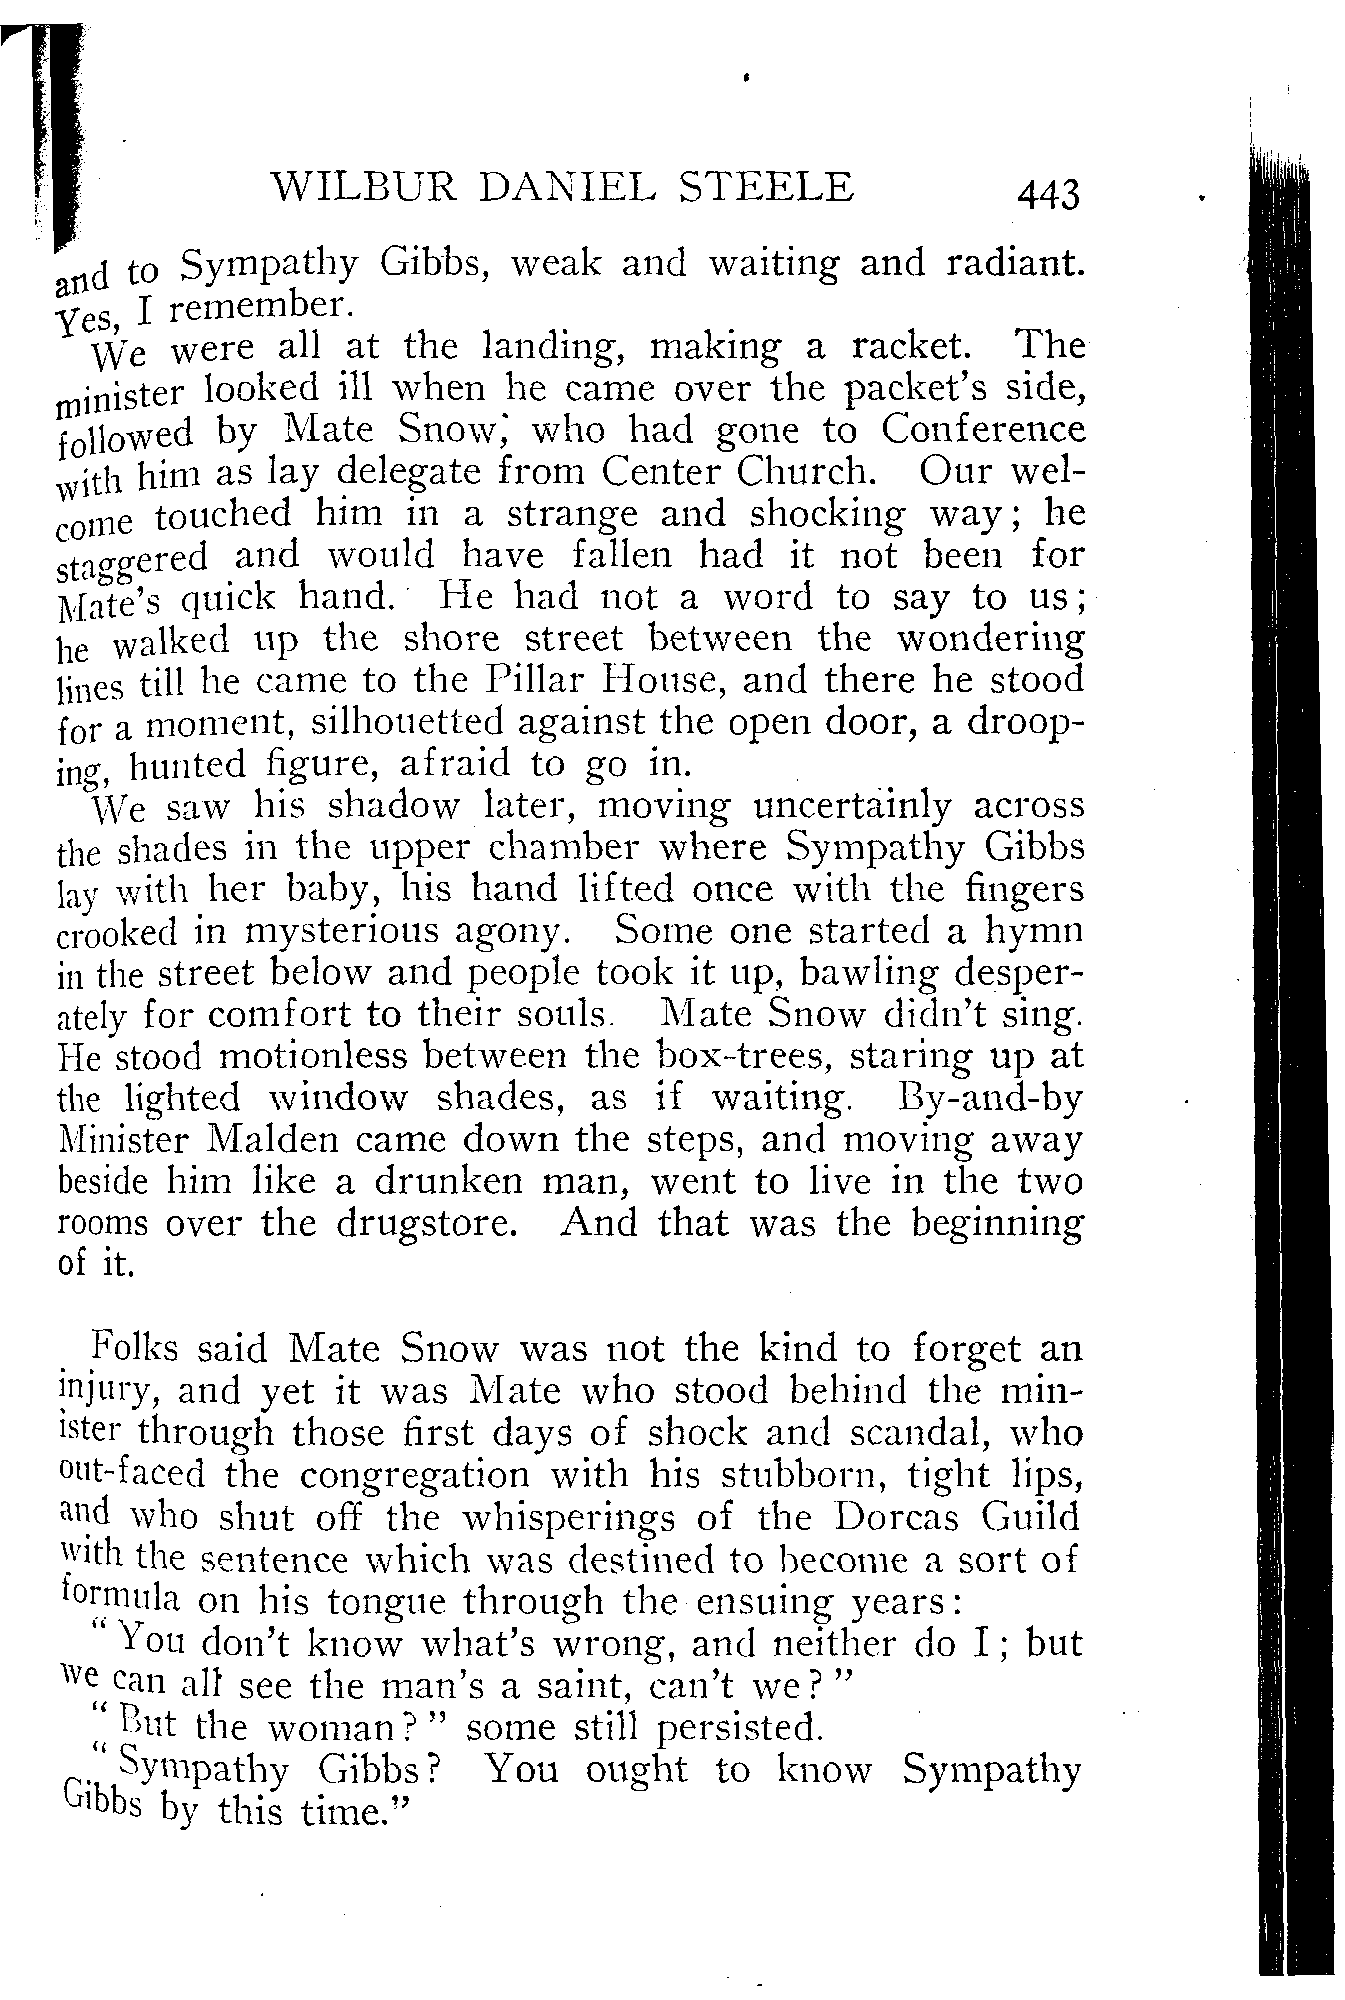 WILBUR DANIEL STEELE 443
and to Sympathy Gibbs, weak and waiting and radiant.
Yes, I remember.
We were all at the landing, making a racket. The
minister looked ill when he came over the packet's side,
followed by Mate Snow, who had gone to Conference
with him as lay delegate from Center Church. Our wel-
come touched him in a strange and shocking way; he
staggered and would have fallen had it not been for
Mate's quick hand. He had not a word to say to us;
he walked up the shore street between the wondering
lines till he came to the Pillar House, and there he stood
for a moment, silhouetted against the open door, a droop-
ing, hunted figure, afraid to go in.
We saw his shadow later, moving uncertainly across
the shades in the upper chamber where Sympathy Gibbs
lay with her baby, his hand lifted once with the fingers
crooked in mysterious agony. Some one started a hymn
in the street below and people took it up, bawling desper-
ately for comfort to their souls. Mate Snow didn't sing.
He stood motionless between the box-trees, staring up at
the lighted window shades, as if waiting. By-and-by
Minister Malden came down the steps, and moving away
beside him like a drunken man, went to live in the two
rooms over the drugstore. And that was the beginning
of it.
Folks said Mate Snow was not the kind to forget an
injury, and yet it was Mate who stood behind the min-
ister through those first days of shock and scandal, who
out-faced the congregation with his stubborn, tight lips,
and who shut off the whisperings of the Dorcas Guild
with the sentence which was destined to become a sort of
formula on his tongue through the ensuing years:
"You don't know what's wrong, and neither do I; but
we can all see the man's a saint, can't we?"
"But the woman?" some still persisted.
"Sympathy Gibbs? You ought to know Sympathy
Gibbs by this time."